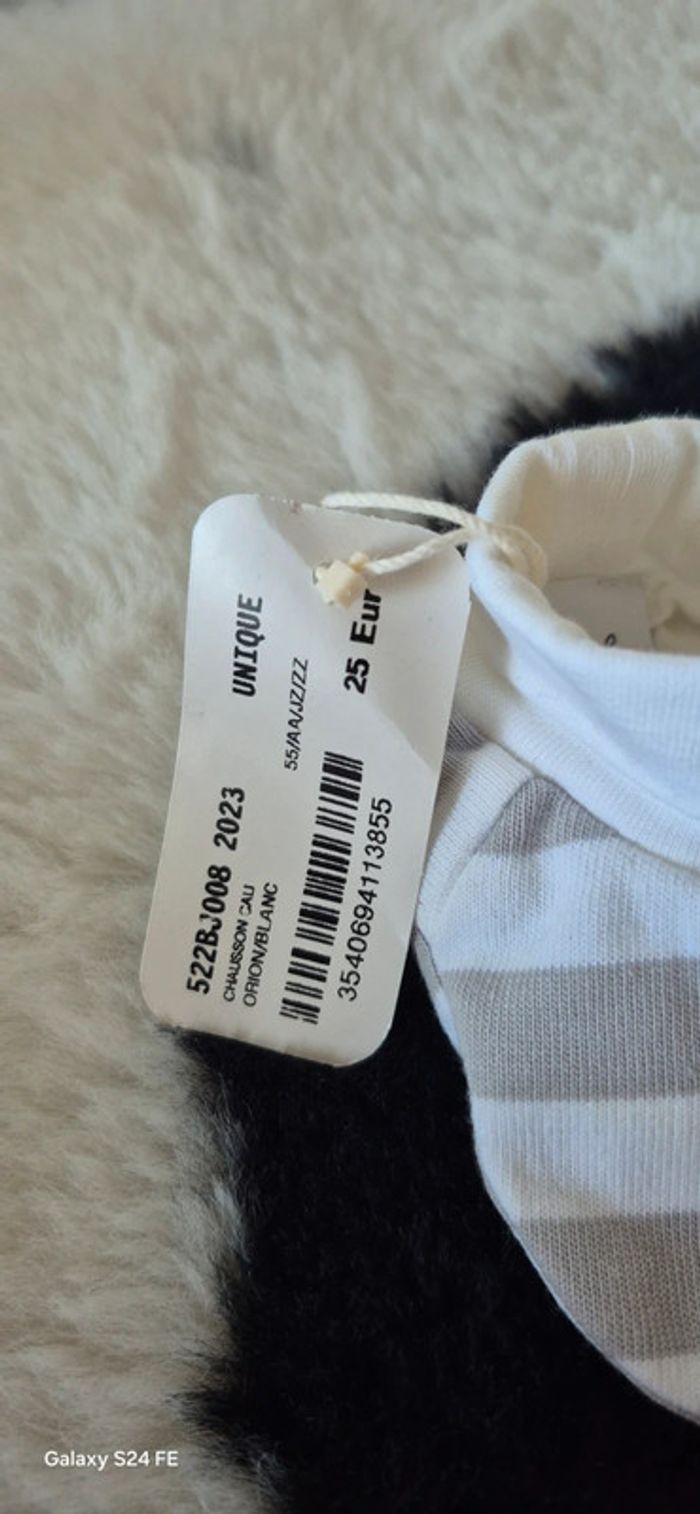 522BJ008 2023 UNIQUE
CHAUSSON CAU
ORION/BLANC
55/AA/JZ/ZZ
3540694113855
25 Eur
Galaxy S24 FE